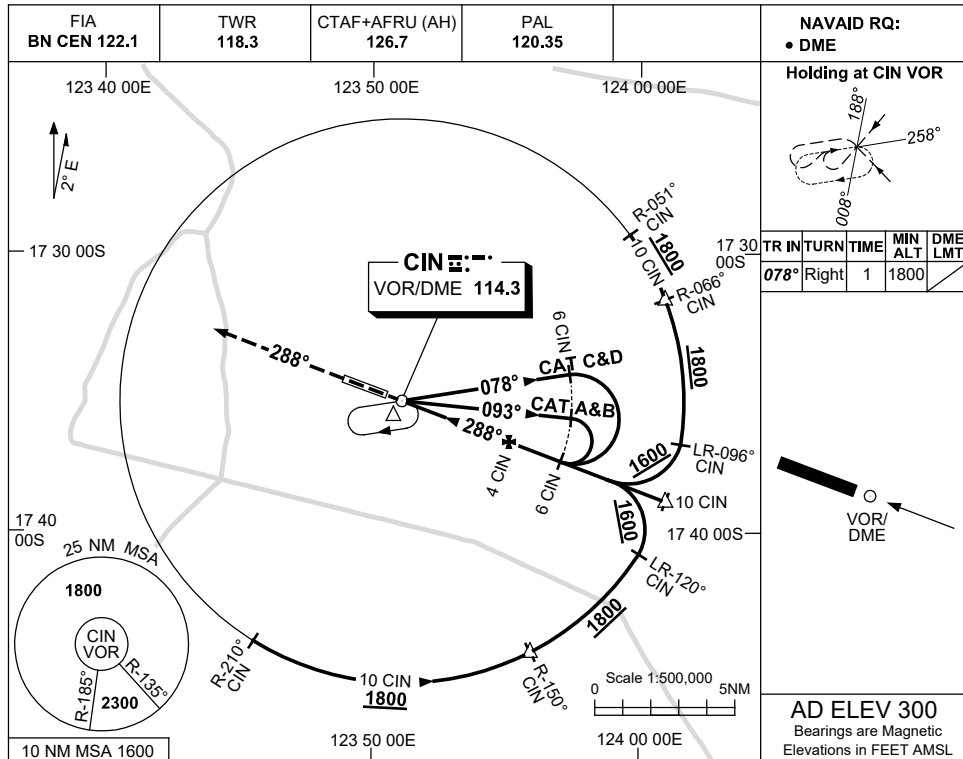 FIA
BN CEN 122.1
TWR
118.3
CTAF+AFRU (AH)
126.7
PAL
120.35
NAVAID RQ:
• DME
123 40 00E
123 50 00E
124 00 00E
Holding at CIN VOR
188°
258°
008°
2° E
R-051°
CIN
17 30 00S
17 30
00S
10 CIN
1800
TR IN TURN TIME MIN ALT DME LMT
078° Right 1 1800
CIN
VOR/DME 114.3
R-066°
CIN
6 CIN
288°
CAT C&D
078°
1800
CAT A&B
093°
288°
4 CIN
6 CIN
1600
LR-096°
CIN
10 CIN
1600
VOR/
DME
17 40
00S
17 40 00S
25 NM MSA
LR-120°
CIN
1800
CIN
VOR
R-185°
R-135°
2300
1800
R-210°
CIN
10 CIN
1800
R-150°
CIN
Scale 1:500,000
0 5NM
10 NM MSA 1600
123 50 00E
124 00 00E
AD ELEV 300
Bearings are Magnetic
Elevations in FEET AMSL